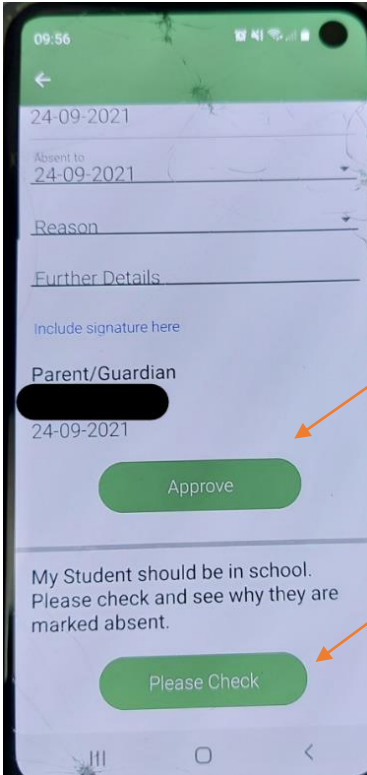 09:56
24-09-2021
Absent to
24-09-2021
Reason
Further Details
Include signature here
Parent/Guardian
24-09-2021
Approve
My Student should be in school.
Please check and see why they are
marked absent.
Please Check